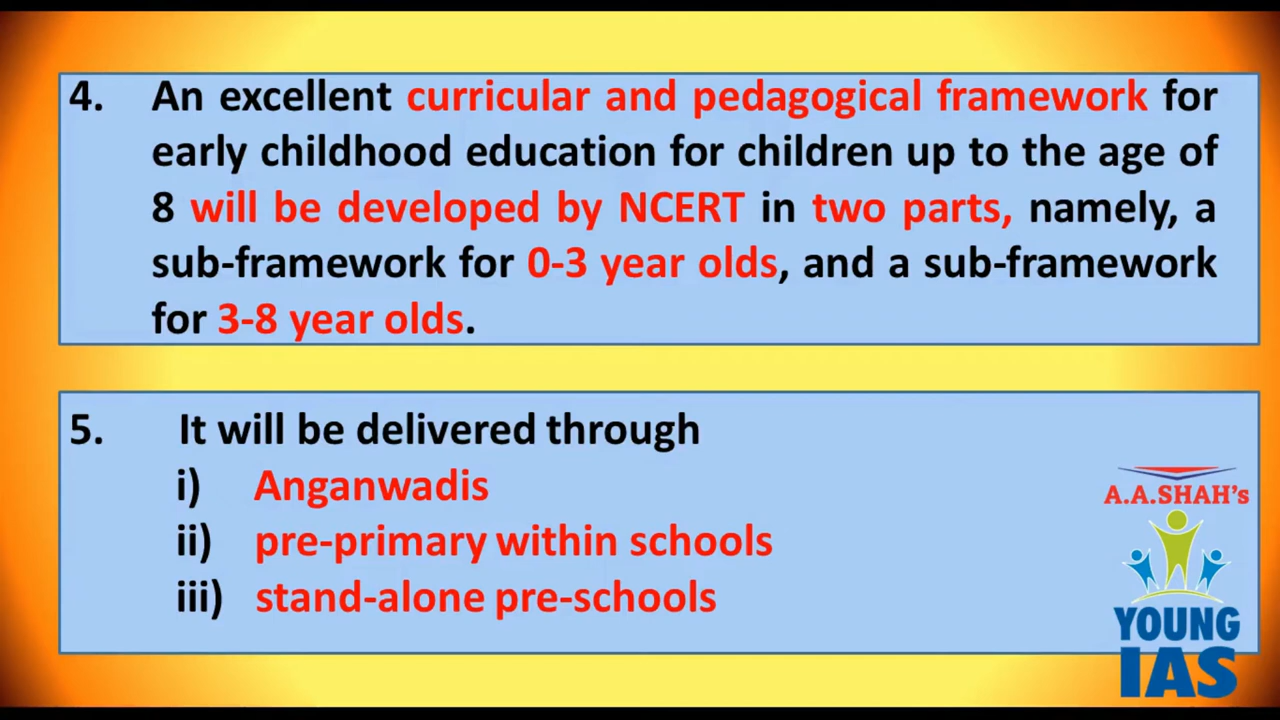 4. An excellent curricular and pedagogical framework for
early childhood education for children up to the age of
8 will be developed by NCERT in two parts, namely, a
sub-framework for 0-3 year olds, and a sub-framework
for 3-8 year olds.
5. It will be delivered through
i) Anganwadis
ii) pre-primary within schools
iii) stand-alone pre-schools
A.A.SHAH's
YOUNG
IAS